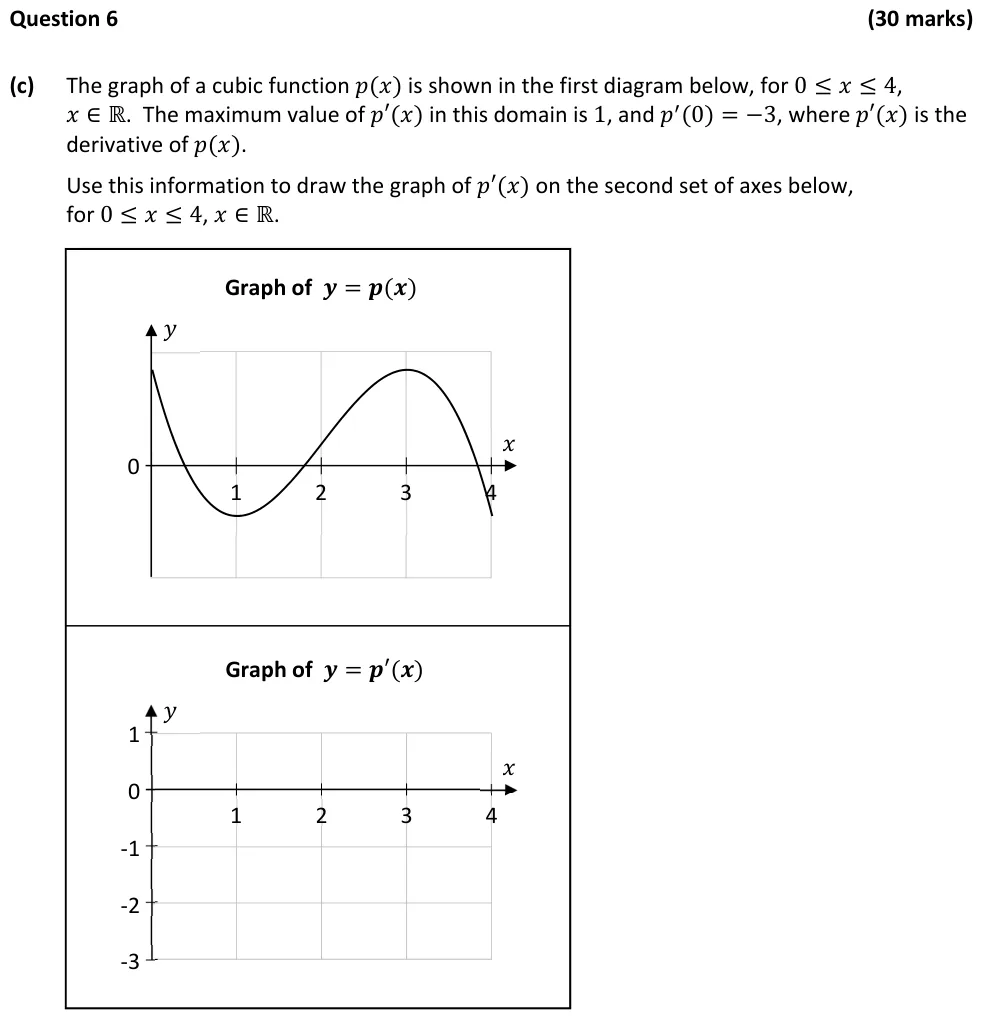 Question 6 (30 marks)
(c) The graph of a cubic function p(x) is shown in the first diagram below, for 0 ≤ x ≤ 4,
x ∈ ℝ. The maximum value of p′(x) in this domain is 1, and p′(0) = −3, where p′(x) is the
derivative of p(x).
Use this information to draw the graph of p′(x) on the second set of axes below,
for 0 ≤ x ≤ 4, x ∈ ℝ.
Graph of y = p(x)
y
x
0
1 2 3 4
Graph of y = p′(x)
y
1
x
0
1 2 3 4
-1
-2
-3